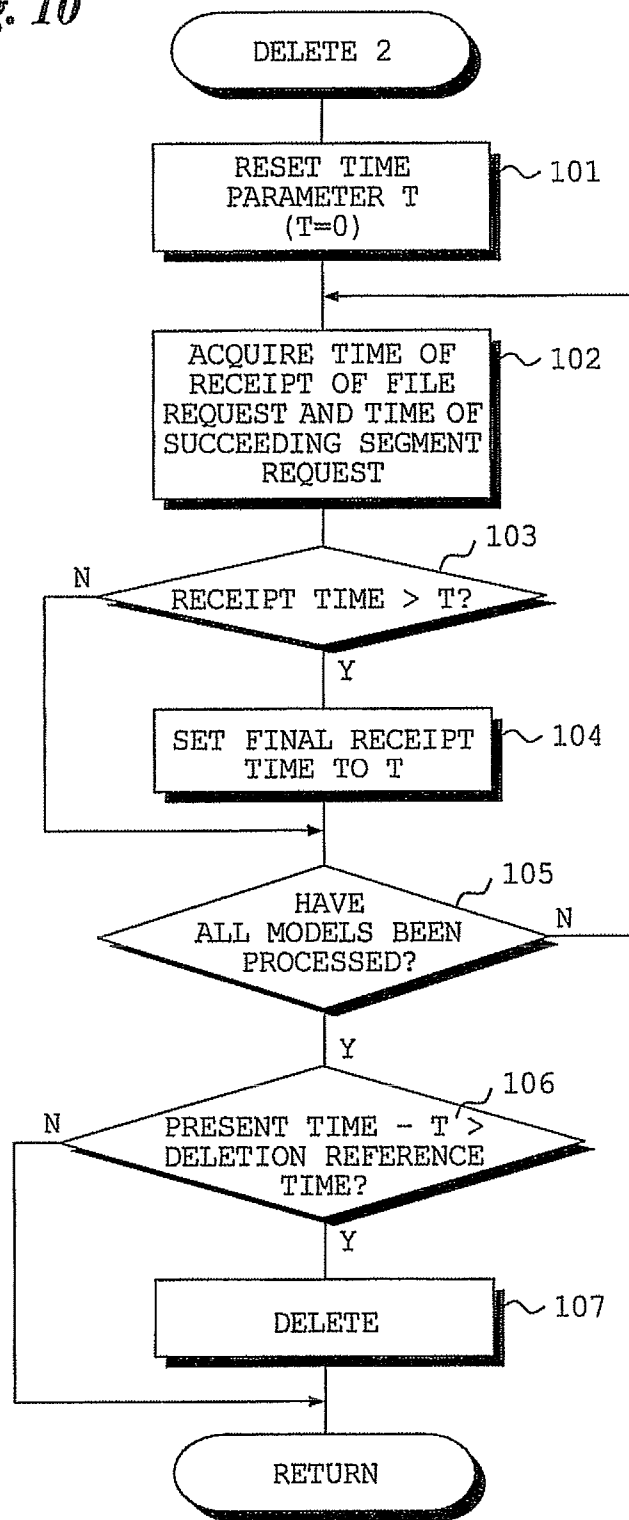 g. 10
DELETE 2
RESET TIME
PARAMETER T
(T=0)
101
ACQUIRE TIME OF
RECEIPT OF FILE
REQUEST AND TIME OF
SUCCEEDING SEGMENT
REQUEST
102
103
N
RECEIPT TIME > T?
Y
SET FINAL RECEIPT
TIME TO T
104
105
HAVE
ALL MODELS BEEN
PROCESSED?
N
Y
106
N
PRESENT TIME - T >
DELETION REFERENCE
TIME?
Y
DELETE
107
RETURN